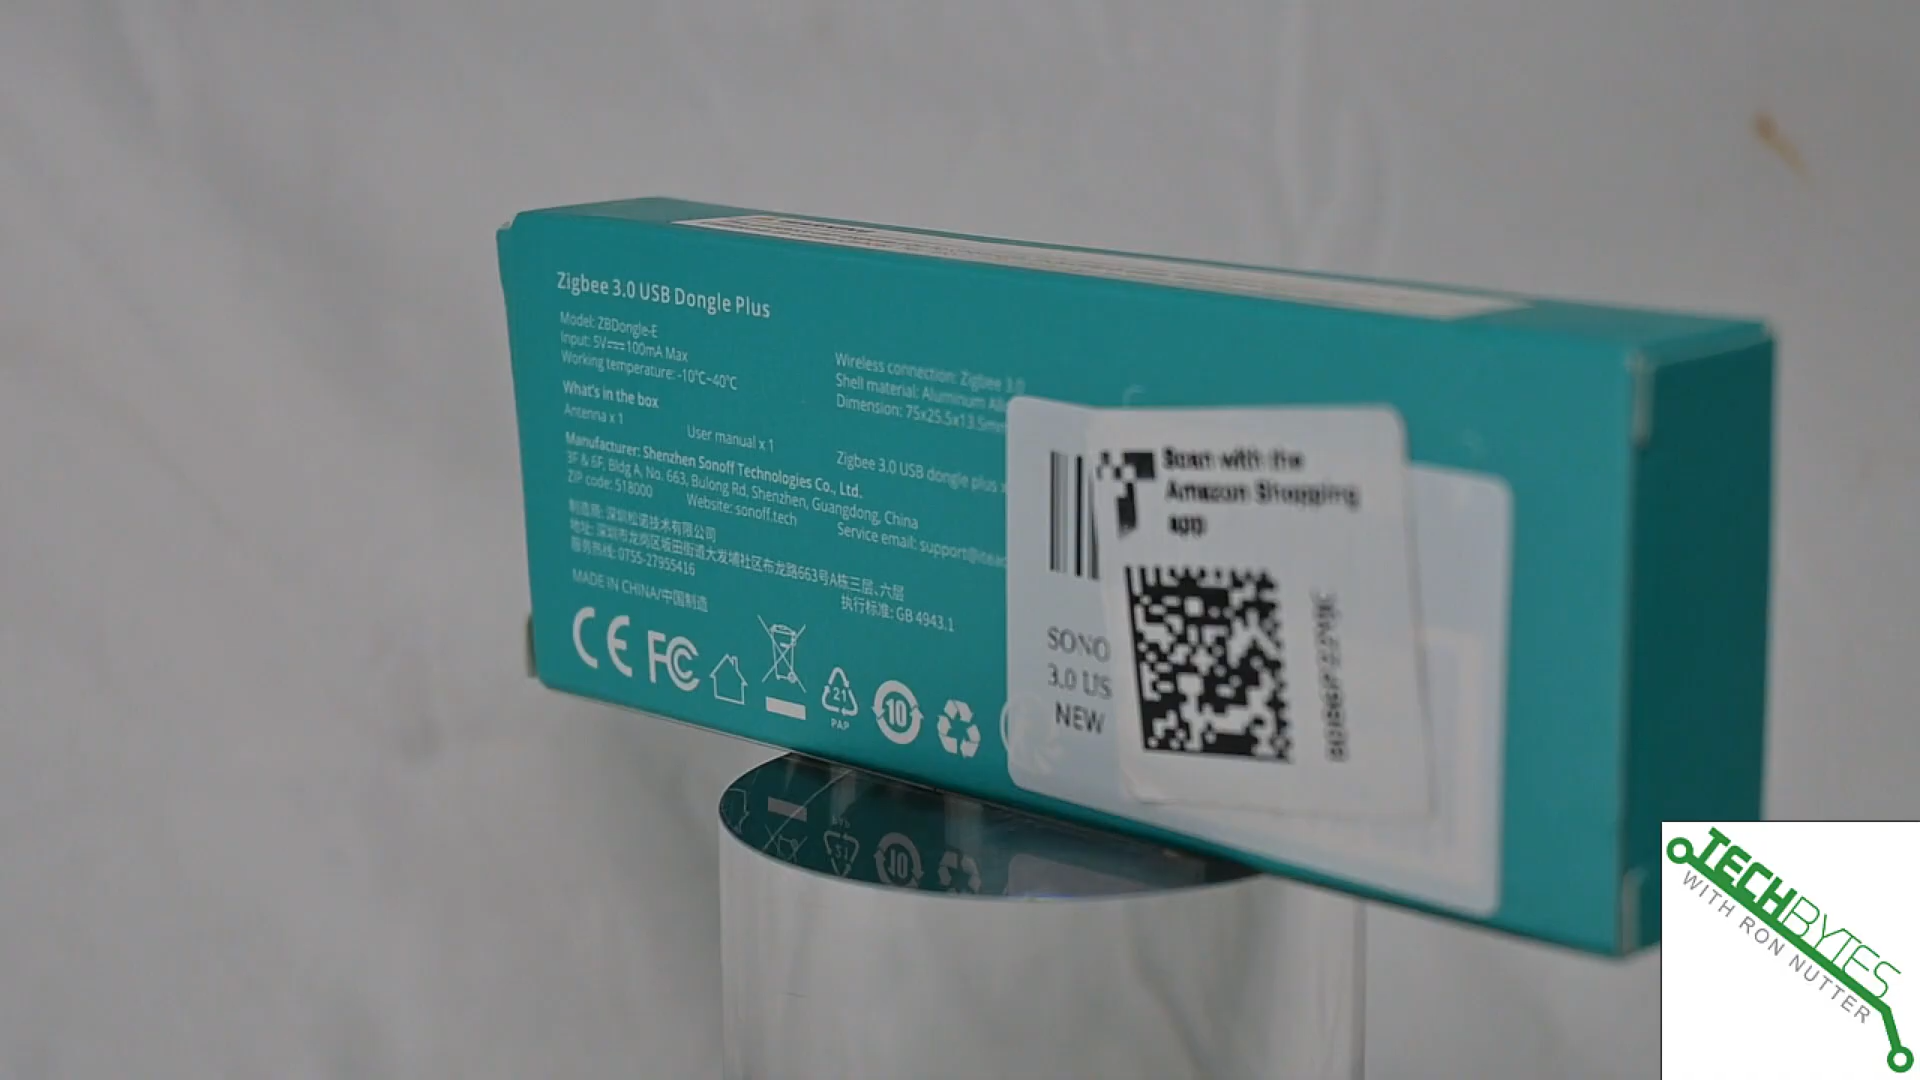 Zigbee 3.0 USB Dongle Plus
Model: ZBDongle-E
Input: 5V⎓100mA Max
Working temperature: -10℃~40℃
Wireless connection: Zigbee 3.0
Shell material: Aluminum
Dimension: 75x25.5x13.5mm
What's in the box
Antenna x 1
User manual x 1
Zigbee 3.0 USB dongle plus x
Manufacturer: Shenzhen Sonoff Technologies Co., Ltd.
3F & 6F, Bldg A, No. 663, Bulong Rd, Shenzhen, Guangdong, China
ZIP code: 518000
Website: sonoff.tech
Service email:
制造商: 深圳松诺技术有限公司
地址: 深圳市龙岗区坂田街道大发埔社区布龙路663号A栋三层、六层
服务热线: 0755-27955416
执行标准: GB 4943.1
MADE IN CHINA/中国制造
CE FC
21
PAP
10
SONO
3.0 US
NEW
Scan with the
Amazon Shopping
app
TECHBYTES
WITH RON NUTTER